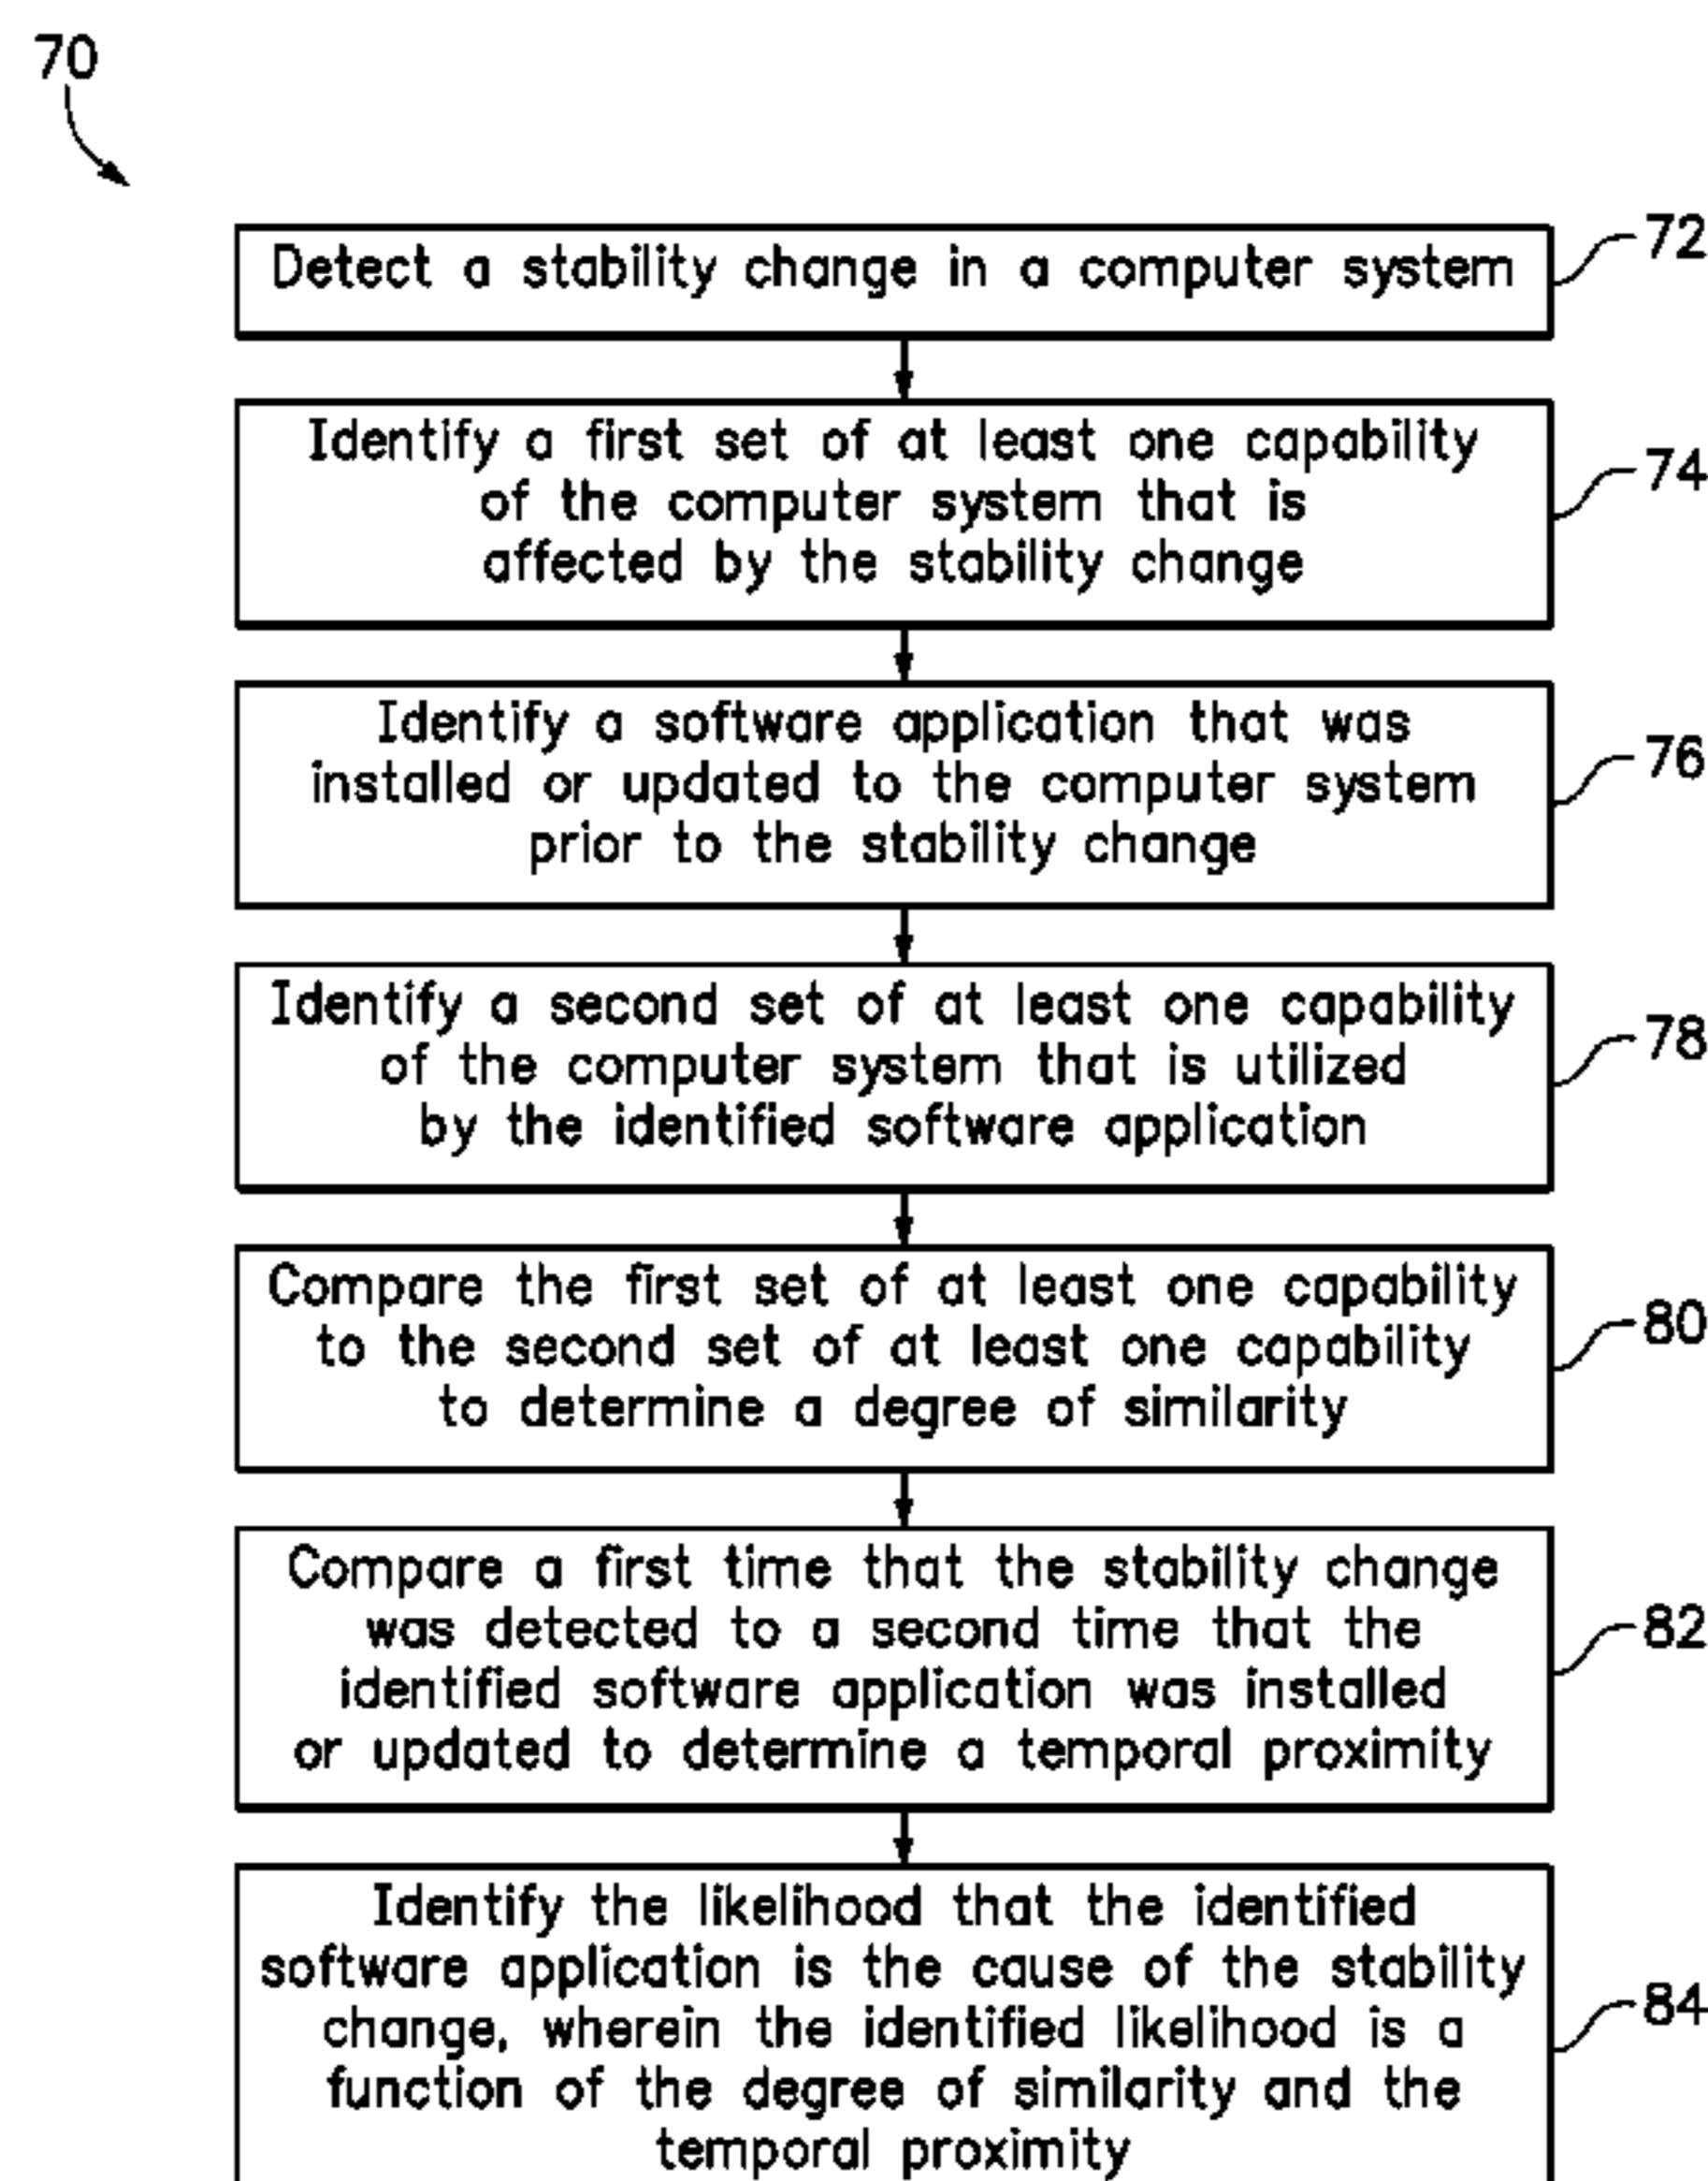 70
Detect a stability change in a computer system
72
Identify a first set of at least one capability
of the computer system that is
affected by the stability change
74
Identify a software application that was
installed or updated to the computer system
prior to the stability change
76
Identify a second set of at least one capability
of the computer system that is utilized
by the identified software application
78
Compare the first set of at least one capability
to the second set of at least one capability
to determine a degree of similarity
80
Compare a first time that the stability change
was detected to a second time that the
identified software application was installed
or updated to determine a temporal proximity
82
Identify the likelihood that the identified
software application is the cause of the stability
change, wherein the identified likelihood is a
function of the degree of similarity and the
temporal proximity
84